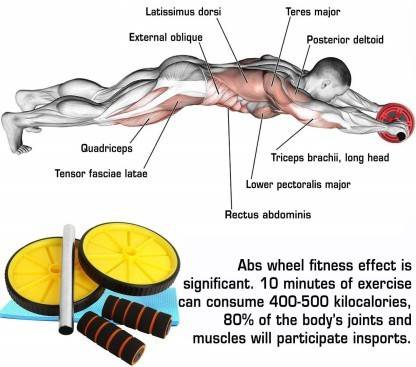 Latissimus dorsi
Teres major
External oblique
Posterior deltoid
Quadriceps
Triceps brachii, long head
Tensor fasciae latae
Lower pectoralis major
Rectus abdominis
Abs wheel fitness effect is
significant. 10 minutes of exercise
can consume 400-500 kilocalories,
80% of the body's joints and
muscles will participate insports.